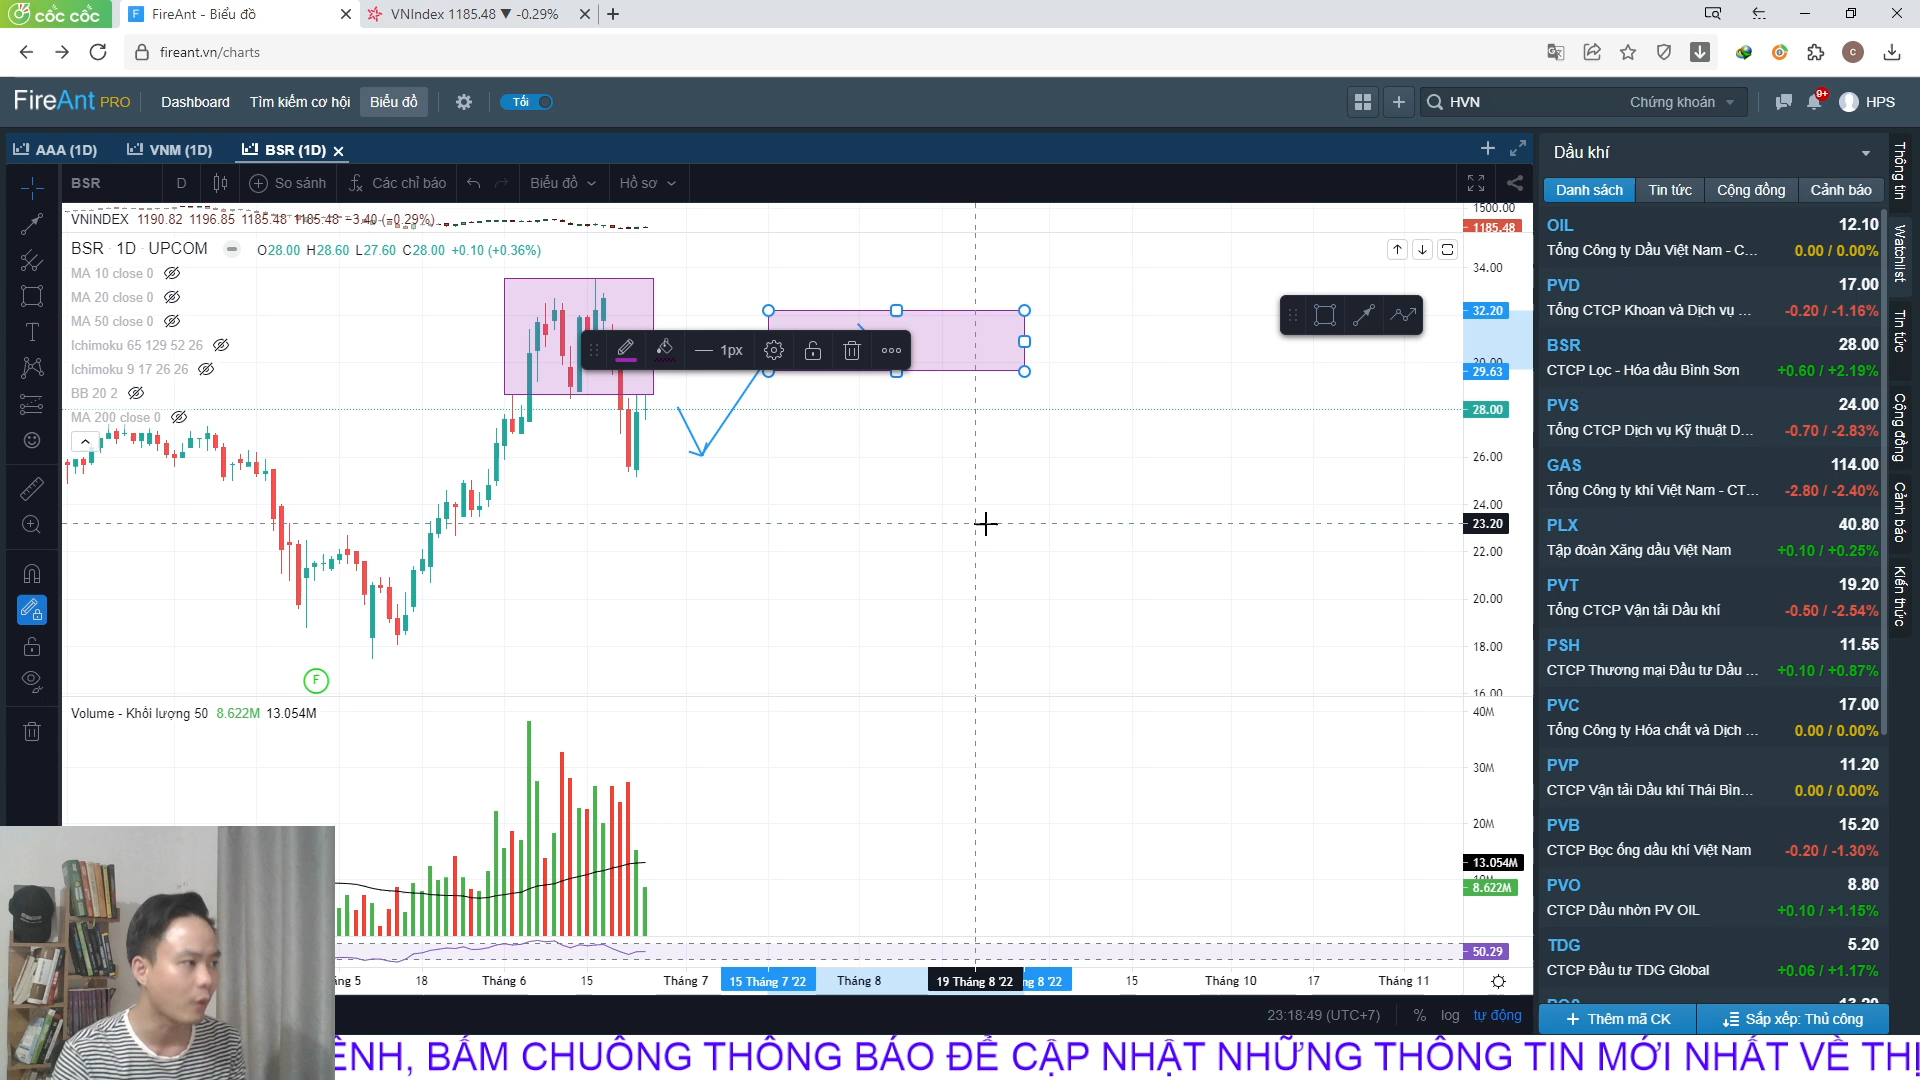 cốc cốc
FireAnt - Biểu đồ
VNIndex 1185.48 ▼ -0.29%
fireant.vn/charts
FireAnt PRO
Dashboard
Tìm kiếm cơ hội
Biểu đồ
Tối
HVN
Chứng khoán
9+
HPS
AAA (1D)
VNM (1D)
BSR (1D)
BSR
D
So sánh
Các chỉ báo
Biểu đồ
Hồ sơ
VNINDEX 1190.82 1196.85 1185.48 1185.48 −3.40 (−0.29%)
BSR · 1D · UPCOM
O28.00 H28.60 L27.60 C28.00 +0.10 (+0.36%)
MA 10 close 0
MA 20 close 0
MA 50 close 0
Ichimoku 65 129 52 26
Ichimoku 9 17 26 26
BB 20 2
MA 200 close 0
1px
F
1500.00
1185.48
34.00
32.20
30.00
29.63
28.00
26.00
24.00
23.20
22.00
20.00
18.00
16.00
Volume - Khối lượng 50 8.622M 13.054M
40M
30M
20M
13.054M
8.622M
50.29
18
Tháng 6
15
Tháng 7
15 Tháng 7 '22
Tháng 8
19 Tháng 8 '22
15
Tháng 10
17
Tháng 11
23:18:49 (UTC+7)
%
log
tự động
Dầu khí
Danh sách
Tin tức
Cộng đồng
Cảnh báo
OIL 12.10
Tổng Công ty Dầu Việt Nam - C... 0.00 / 0.00%
PVD 17.00
Tổng CTCP Khoan và Dịch vụ ... -0.20 / -1.16%
BSR 28.00
CTCP Lọc - Hóa dầu Bình Sơn +0.60 / +2.19%
PVS 24.00
Tổng CTCP Dịch vụ Kỹ thuật D... -0.70 / -2.83%
GAS 114.00
Tổng Công ty khí Việt Nam - CT... -2.80 / -2.40%
PLX 40.80
Tập đoàn Xăng dầu Việt Nam +0.10 / +0.25%
PVT 19.20
Tổng CTCP Vận tải Dầu khí -0.50 / -2.54%
PSH 11.55
CTCP Thương mại Đầu tư Dầu ... +0.10 / +0.87%
PVC 17.00
Tổng Công ty Hóa chất và Dịch ... 0.00 / 0.00%
PVP 11.20
CTCP Vận tải Dầu khí Thái Bìn... 0.00 / 0.00%
PVB 15.20
CTCP Bọc ống dầu khí Việt Nam -0.20 / -1.30%
PVO 8.80
CTCP Dầu nhờn PV OIL +0.10 / +1.15%
TDG 5.20
CTCP Đầu tư TDG Global +0.06 / +1.17%
Thêm mã CK
Sắp xếp: Thủ công
Thông tin
Watchlist
Tin tức
Cộng đồng
Cảnh báo
Kiến thức
ÊNH, BẤM CHUÔNG THÔNG BÁO ĐỂ CẬP NHẬT NHỮNG THÔNG TIN MỚI NHẤT VỀ THỊ